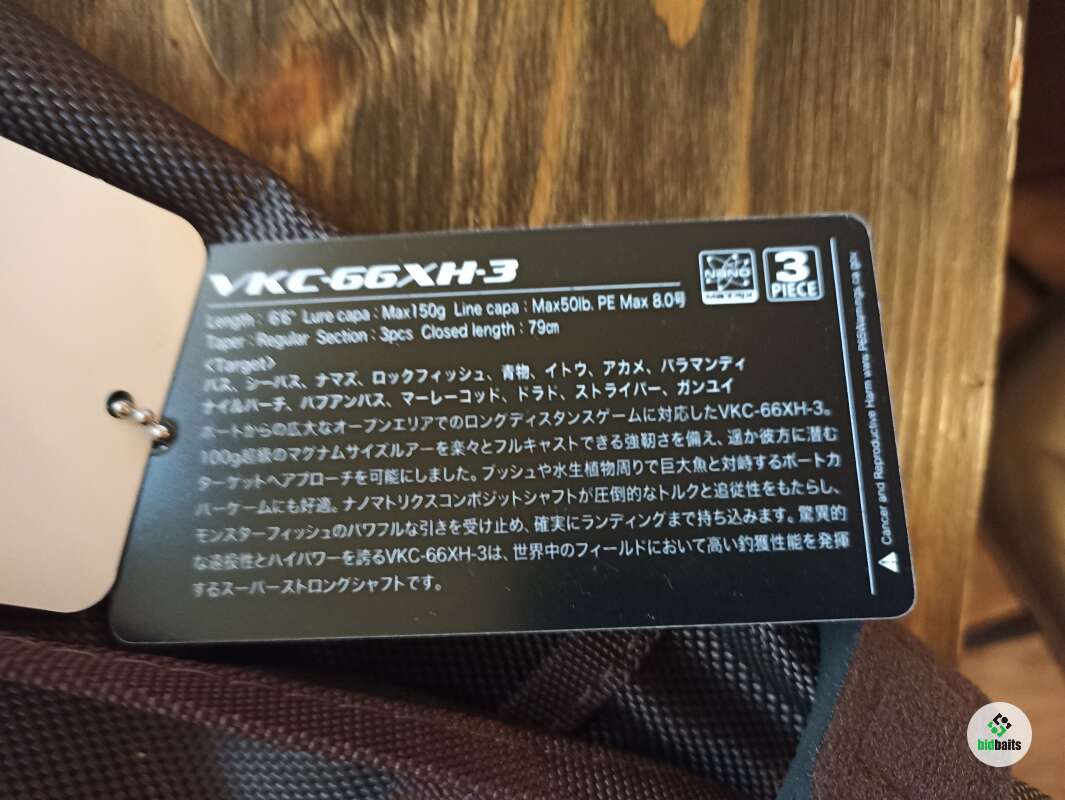 VKC-66XH-3
NANO
3
PIECE
Length : 6'6" Lure capa : Max150g Line capa : Max50lb. PE Max 8.0号
Taper : Regular Section : 3pcs Closed length : 79㎝
<Target>
バス、シーバス、ナマズ、ロックフィッシュ、青物、イトウ、アカメ、バラマンディ
ナイルパーチ、パプアンバス、マーレーコッド、ドラド、ストライパー、ガンユイ
ボートからの広大なオープンエリアでのロングディスタンスゲームに対応したVKC-66XH-3。
100g超級のマグナムサイズルアーを楽々とフルキャストできる強靭さを備え、遥か彼方に潜む
ターゲットへアプローチを可能にしました。ブッシュや水生植物周りで巨大魚と対峙するボートカ
バーゲームにも好適。ナノマトリクスコンポジットシャフトが圧倒的なトルクと追従性をもたらし、
モンスターフィッシュのパワフルな引きを受け止め、確実にランディングまで持ち込みます。驚異的
な遠投性とハイパワーを誇るVKC-66XH-3は、世界中のフィールドにおいて高い釣獲性能を発揮
するスーパーストロングシャフトです。
Cancer and Reproductive Harm www. P65Warnings.ca.gov
bidbaits